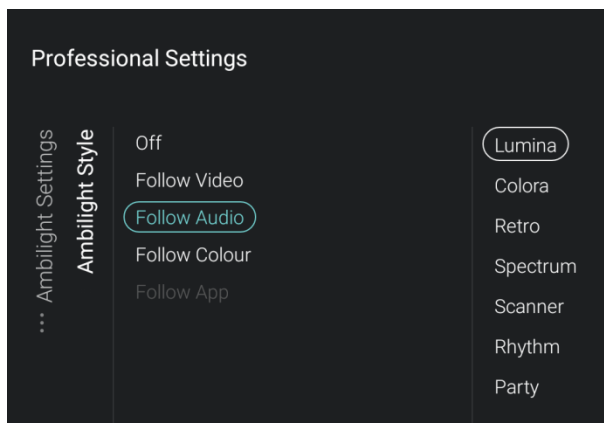 Professional Settings
... Ambilight Settings
Ambilight Style
Off
Follow Video
Follow Audio
Follow Colour
Follow App
Lumina
Colora
Retro
Spectrum
Scanner
Rhythm
Party